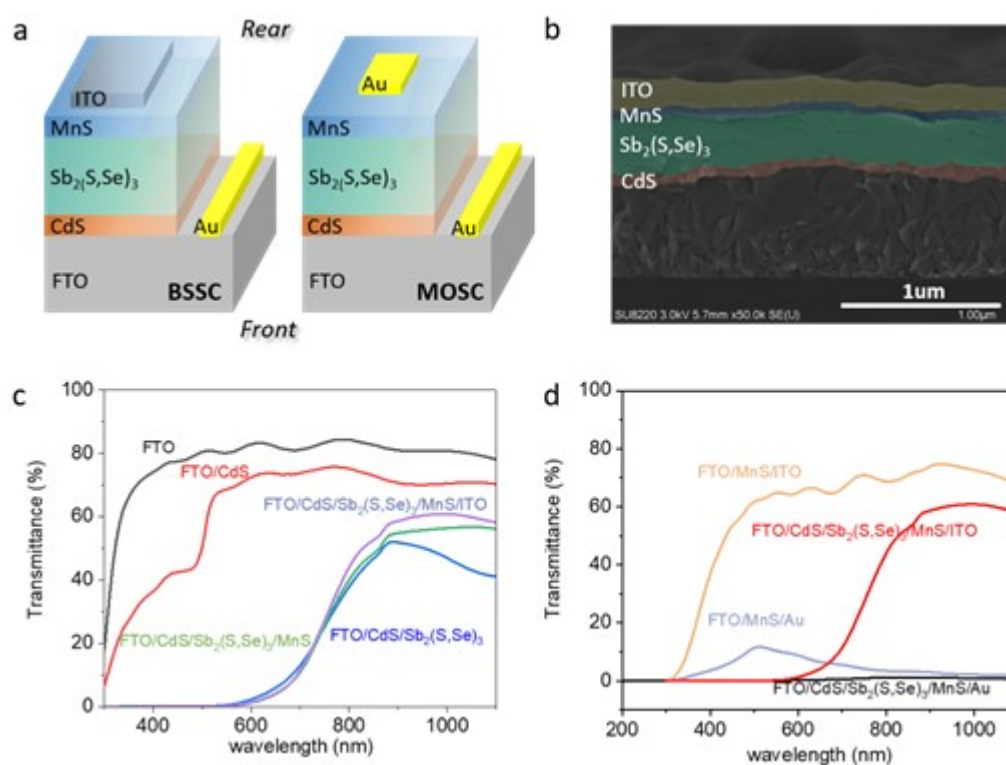 a
Rear
ITO
MnS
Sb₂(S,Se)₃
CdS
Au
FTO
BSSC
Au
MnS
Sb₂(S,Se)₃
CdS
Au
FTO
MOSC
Front
b
ITO
MnS
Sb₂(S,Se)₃
CdS
1um
SU8220 3.0kV 5.7mm x50.0k SE(U)
1.00μm
c
Transmittance (%)
100
80
60
40
20
0
FTO
FTO/CdS
FTO/CdS/Sb₂(S,Se)₃/MnS/ITO
FTO/CdS/Sb₂(S,Se)₃/MnS
FTO/CdS/Sb₂(S,Se)₃
400
600
800
1000
wavelength (nm)
d
Transmittance (%)
100
80
60
40
20
0
FTO/MnS/ITO
FTO/CdS/Sb₂(S,Se)₃/MnS/ITO
FTO/MnS/Au
FTO/CdS/Sb₂(S,Se)₃/MnS/Au
200
400
600
800
1000
wavelength (nm)